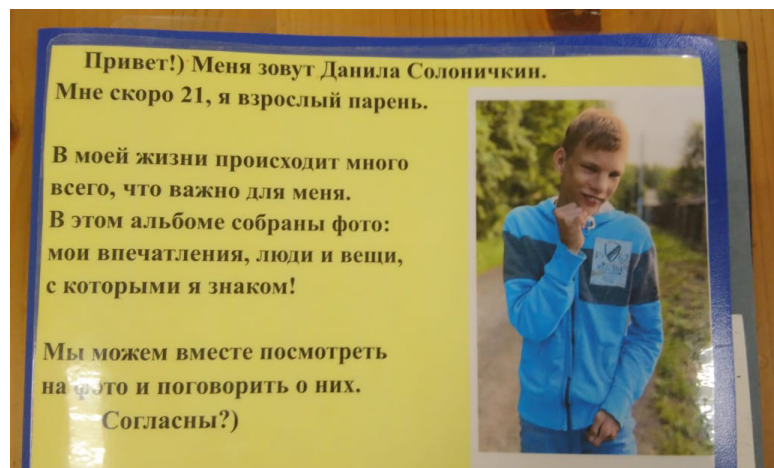 Привет!) Меня зовут Данила Солоничкин.
Мне скоро 21, я взрослый парень.
В моей жизни происходит много
всего, что важно для меня.
В этом альбоме собраны фото:
мои впечатления, люди и вещи,
с которыми я знаком!
Мы можем вместе посмотреть
на фото и поговорить о них.
Согласны?)